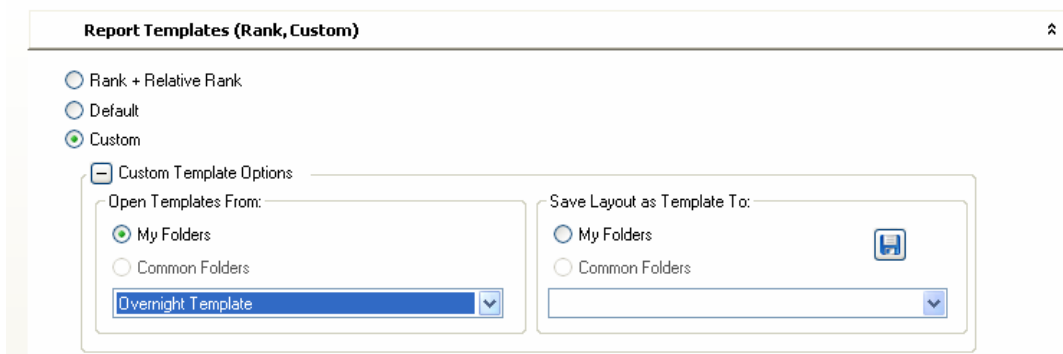 Report Templates (Rank, Custom)
Rank + Relative Rank
Default
Custom
Custom Template Options
Open Templates From:
My Folders
Common Folders
Overnight Template
Save Layout as Template To:
My Folders
Common Folders